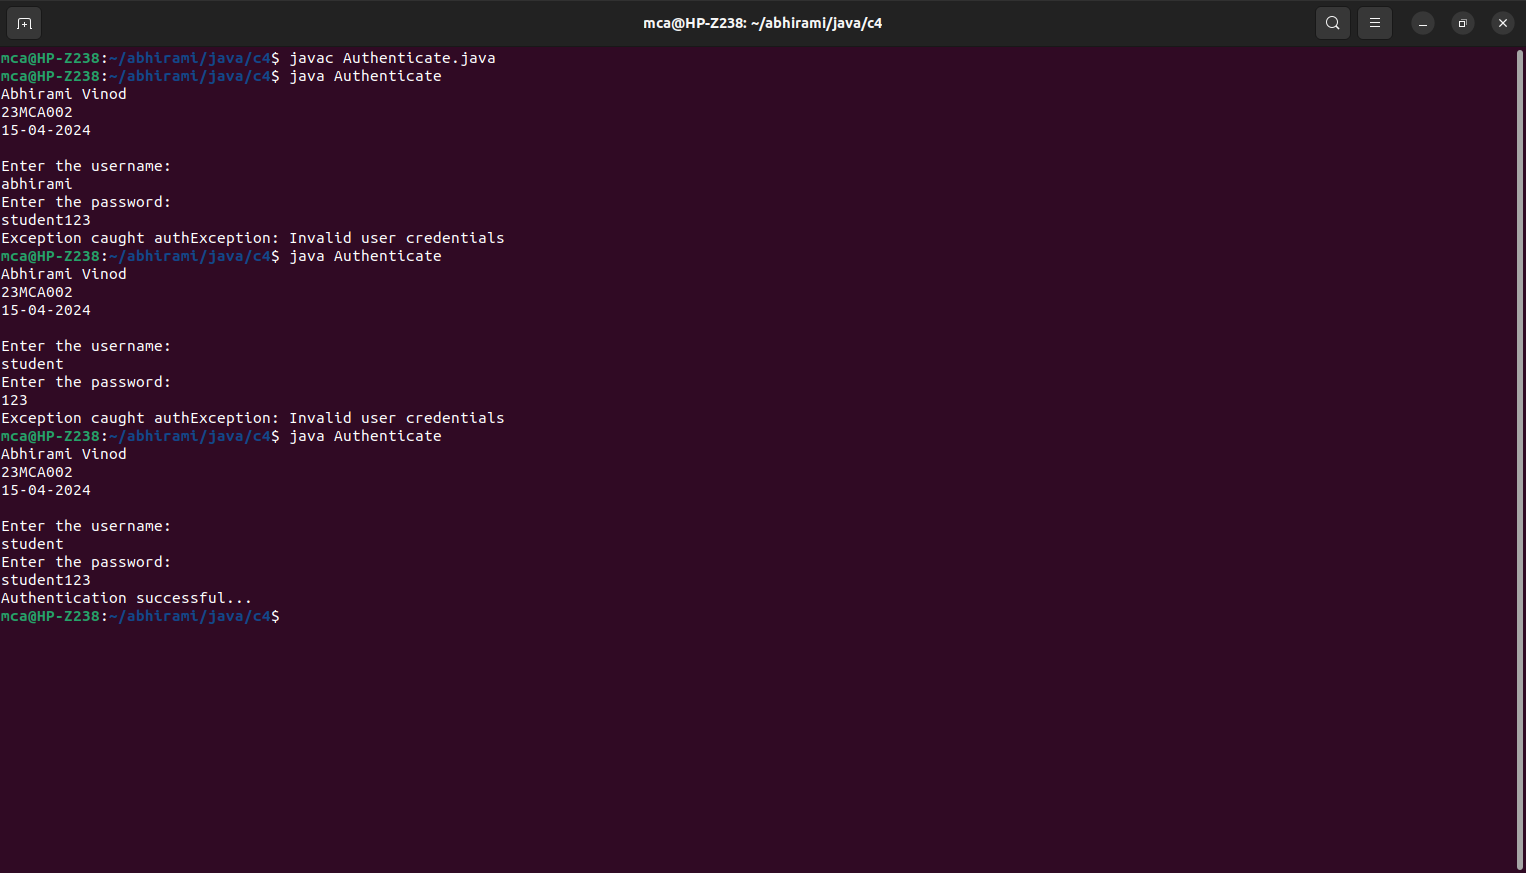 mca@HP-Z238: ~/abhirami/java/c4
mca@HP-Z238:~/abhirami/java/c4$ javac Authenticate.java
mca@HP-Z238:~/abhirami/java/c4$ java Authenticate
Abhirami Vinod
23MCA002
15-04-2024

Enter the username:
abhirami
Enter the password:
student123
Exception caught authException: Invalid user credentials
mca@HP-Z238:~/abhirami/java/c4$ java Authenticate
Abhirami Vinod
23MCA002
15-04-2024

Enter the username:
student
Enter the password:
123
Exception caught authException: Invalid user credentials
mca@HP-Z238:~/abhirami/java/c4$ java Authenticate
Abhirami Vinod
23MCA002
15-04-2024

Enter the username:
student
Enter the password:
student123
Authentication successful...
mca@HP-Z238:~/abhirami/java/c4$